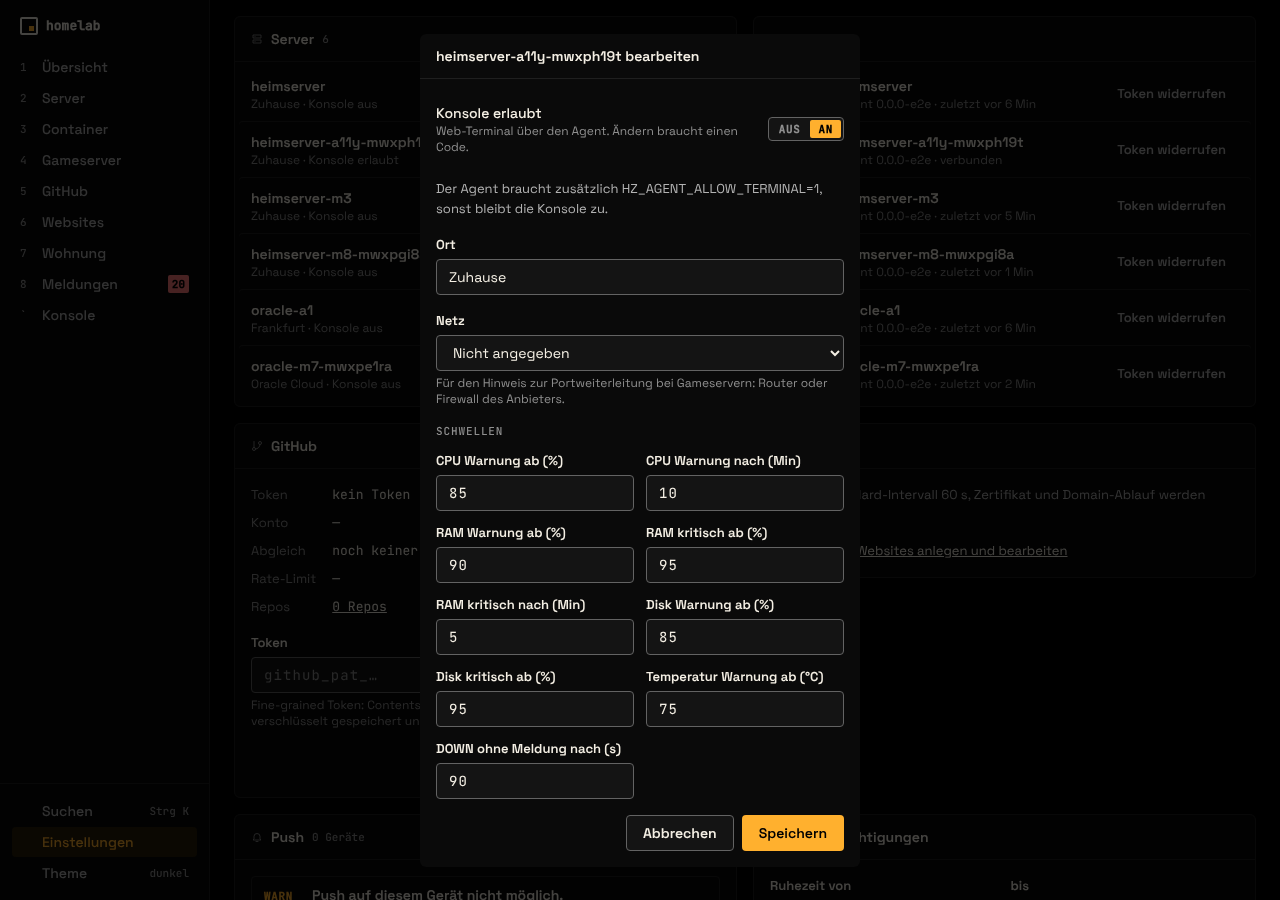 homelab
1 Übersicht
2 Server
3 Container
4 Gameserver
5 GitHub
6 Websites
7 Wohnung
8 Meldungen 20
Konsole
Suchen Strg K
Einstellungen
Theme dunkel
Server 6
heimserver
Zuhause · Konsole aus
heimserver-a11y-mwxph1
Zuhause · Konsole erlaubt
heimserver-m3
Zuhause · Konsole aus
heimserver-m8-mwxpgi8
Zuhause · Konsole aus
oracle-a1
Frankfurt · Konsole aus
oracle-m7-mwxpe1ra
Oracle Cloud · Konsole aus
mserver
nt 0.0.0-e2e · zuletzt vor 6 Min
Token widerrufen
mserver-a11y-mwxph19t
nt 0.0.0-e2e · verbunden
Token widerrufen
mserver-m3
nt 0.0.0-e2e · zuletzt vor 5 Min
Token widerrufen
mserver-m8-mwxpgi8a
nt 0.0.0-e2e · zuletzt vor 1 Min
Token widerrufen
cle-a1
nt 0.0.0-e2e · zuletzt vor 6 Min
Token widerrufen
cle-m7-mwxpe1ra
nt 0.0.0-e2e · zuletzt vor 2 Min
Token widerrufen
GitHub
Token kein Token
Konto —
Abgleich noch keiner
Rate-Limit —
Repos 0 Repos
Token
github_pat_…
Fine-grained Token: Contents
verschlüsselt gespeichert un
dard-Intervall 60 s, Zertifikat und Domain-Ablauf werden
Websites anlegen und bearbeiten
Push 0 Geräte
WARN Push auf diesem Gerät nicht möglich.
htigungen
Ruhezeit von bis
heimserver-a11y-mwxph19t bearbeiten
Konsole erlaubt
Web-Terminal über den Agent. Ändern braucht einen
Code.
AUS AN
Der Agent braucht zusätzlich HZ_AGENT_ALLOW_TERMINAL=1,
sonst bleibt die Konsole zu.
Ort
Zuhause
Netz
Nicht angegeben
Für den Hinweis zur Portweiterleitung bei Gameservern: Router oder
Firewall des Anbieters.
SCHWELLEN
CPU Warnung ab (%) CPU Warnung nach (Min)
85 10
RAM Warnung ab (%) RAM kritisch ab (%)
90 95
RAM kritisch nach (Min) Disk Warnung ab (%)
5 85
Disk kritisch ab (%) Temperatur Warnung ab (°C)
95 75
DOWN ohne Meldung nach (s)
90
Abbrechen Speichern